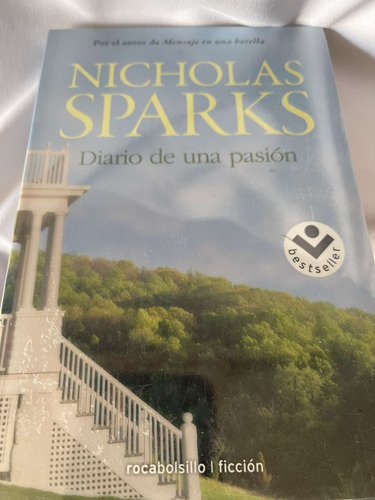 Por el autor de Mensaje en una botella
NICHOLAS
SPARKS
Diario de una pasión
bestseller
rocabolsillo | ficción